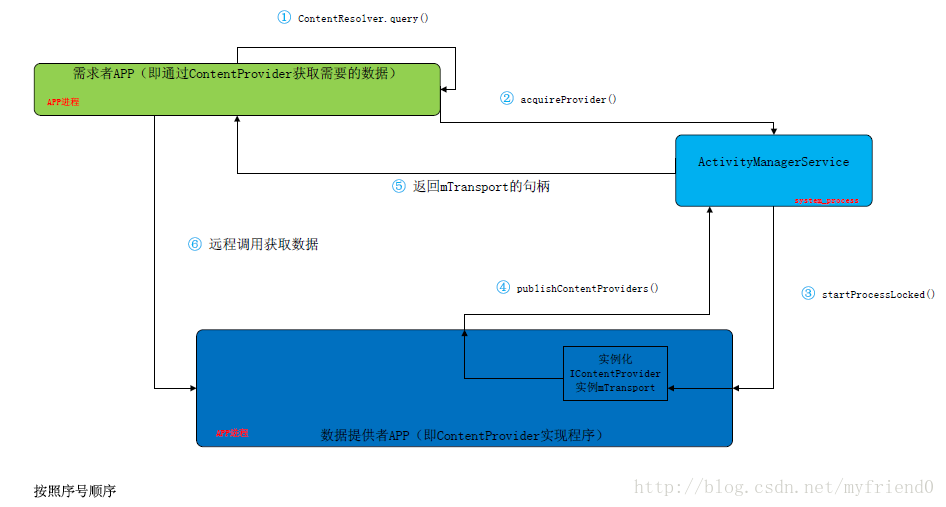 ① ContentResolver.query()
需求者APP（即通过ContentProvider获取需要的数据）
APP进程
② acquireProvider()
ActivityManagerService
system_process
⑤ 返回mTransport的句柄
⑥ 远程调用获取数据
④ publishContentProviders()
③ startProcessLocked()
实例化
IContentProvider
实例mTransport
APP进程
数据提供者APP（即ContentProvider实现程序）
按照序号顺序
http://blog.csdn.net/myfriend0